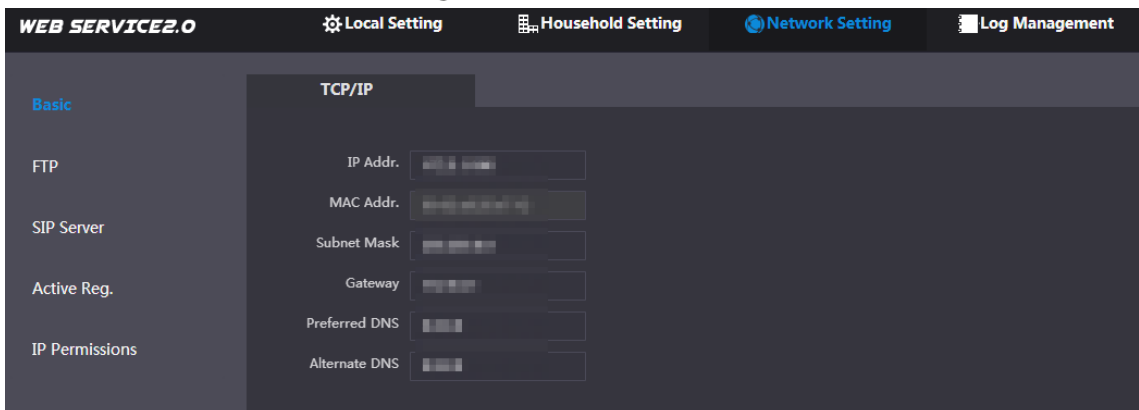 WEB SERVICE2.0 Local Setting Household Setting Network Setting Log Management
TCP/IP
Basic
FTP
SIP Server
Active Reg.
IP Permissions
IP Addr.
MAC Addr.
Subnet Mask
Gateway
Preferred DNS
Alternate DNS